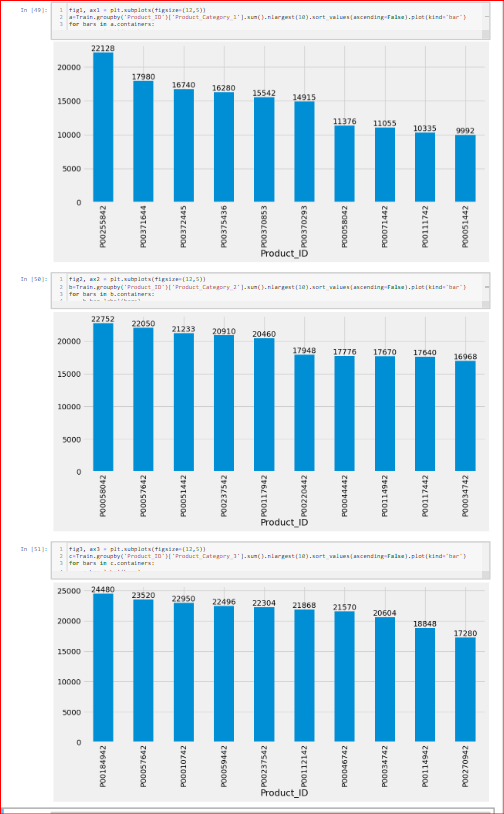 In [49]:
1 fig1, ax1 = plt.subplots(figsize=(12,5))
2 a=Train.groupby('Product_ID')['Product_Category_1'].sum().nlargest(10).sort_values(ascending=False).plot(kind='bar')
3 for bars in a.containers:
22128
17980
16740
16280
15542
14915
11376
11055
10335
9992
20000
15000
10000
5000
0
P00255842
P00371644
P00372445
P00375436
P00370853
P00370293
P00058042
P00071442
P00111742
P00051442
Product_ID
In [50]:
1 fig2, ax2 = plt.subplots(figsize=(12,5))
2 b=Train.groupby('Product_ID')['Product_Category_2'].sum().nlargest(10).sort_values(ascending=False).plot(kind='bar')
3 for bars in b.containers:
22752
22050
21233
20910
20460
17948
17776
17670
17640
16968
20000
15000
10000
5000
0
P00058042
P00057642
P00051442
P00237542
P00117942
P00220442
P00044442
P00114942
P00117442
P00034742
Product_ID
In [51]:
1 fig3, ax3 = plt.subplots(figsize=(12,5))
2 c=Train.groupby('Product_ID')['Product_Category_3'].sum().nlargest(10).sort_values(ascending=False).plot(kind='bar')
3 for bars in c.containers:
24480
23520
22950
22496
22304
21868
21570
20604
18848
17280
25000
20000
15000
10000
5000
0
P00184942
P00057642
P00010742
P00059442
P00237542
P00112142
P00046742
P00034742
P00114942
P00270942
Product_ID